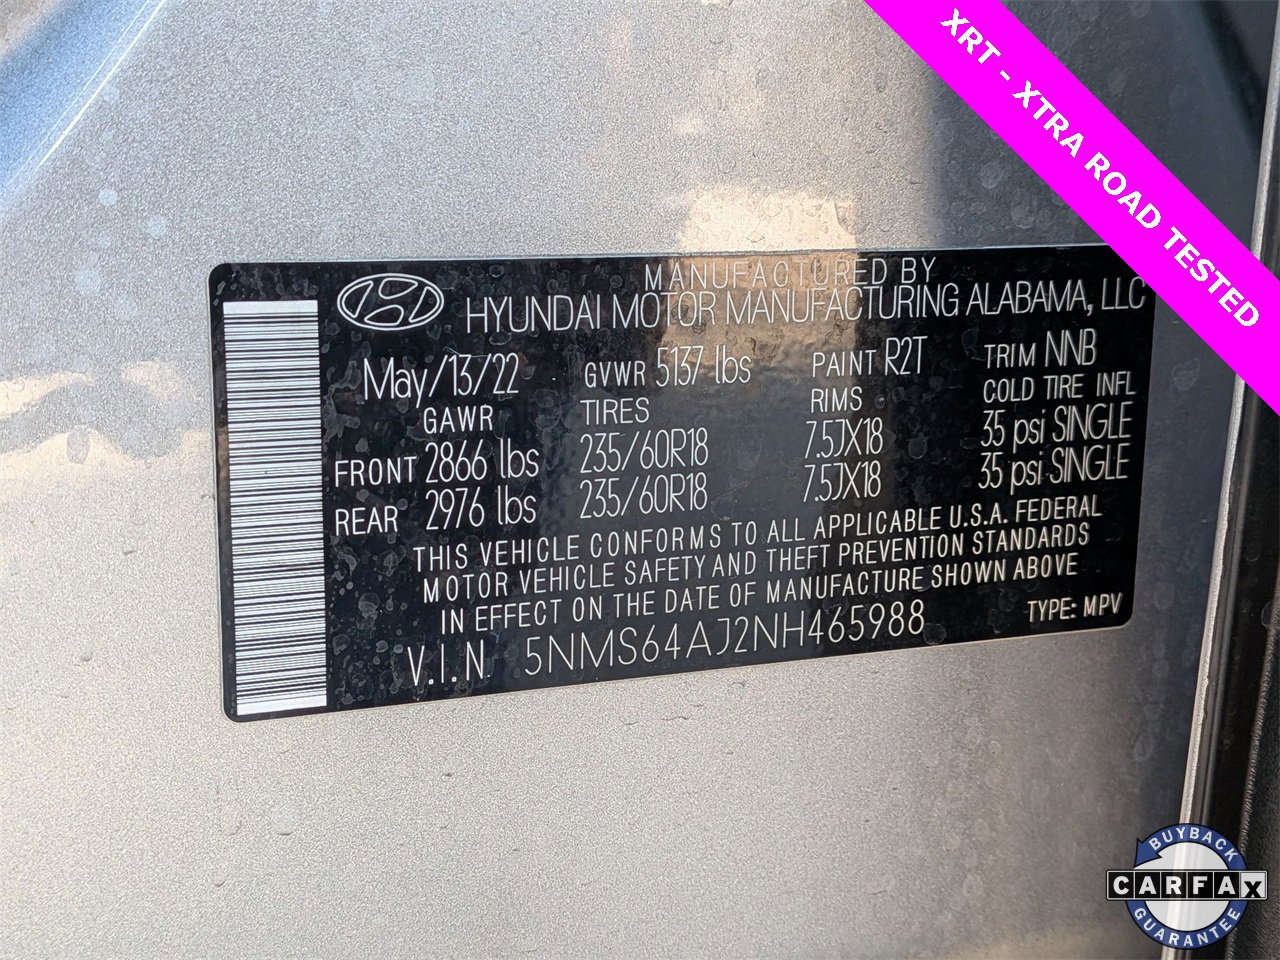 XRT - XTRA ROAD TESTED
MANUFACTURED BY
HYUNDAI MOTOR MANUFACTURING ALABAMA, LLC
May/13/22 GVWR 5137 lbs PAINT R2T TRIM NNB
GAWR TIRES RIMS COLD TIRE INFL
FRONT 2866 lbs 235/60R18 7.5JX18 35 psi SINGLE
REAR 2976 lbs 235/60R18 7.5JX18 35 psi SINGLE
THIS VEHICLE CONFORMS TO ALL APPLICABLE U.S.A. FEDERAL
MOTOR VEHICLE SAFETY AND THEFT PREVENTION STANDARDS
IN EFFECT ON THE DATE OF MANUFACTURE SHOWN ABOVE
V.I.N. 5NMS64AJ2NH465988 TYPE: MPV
BUYBACK
CARFAX
GUARANTEE